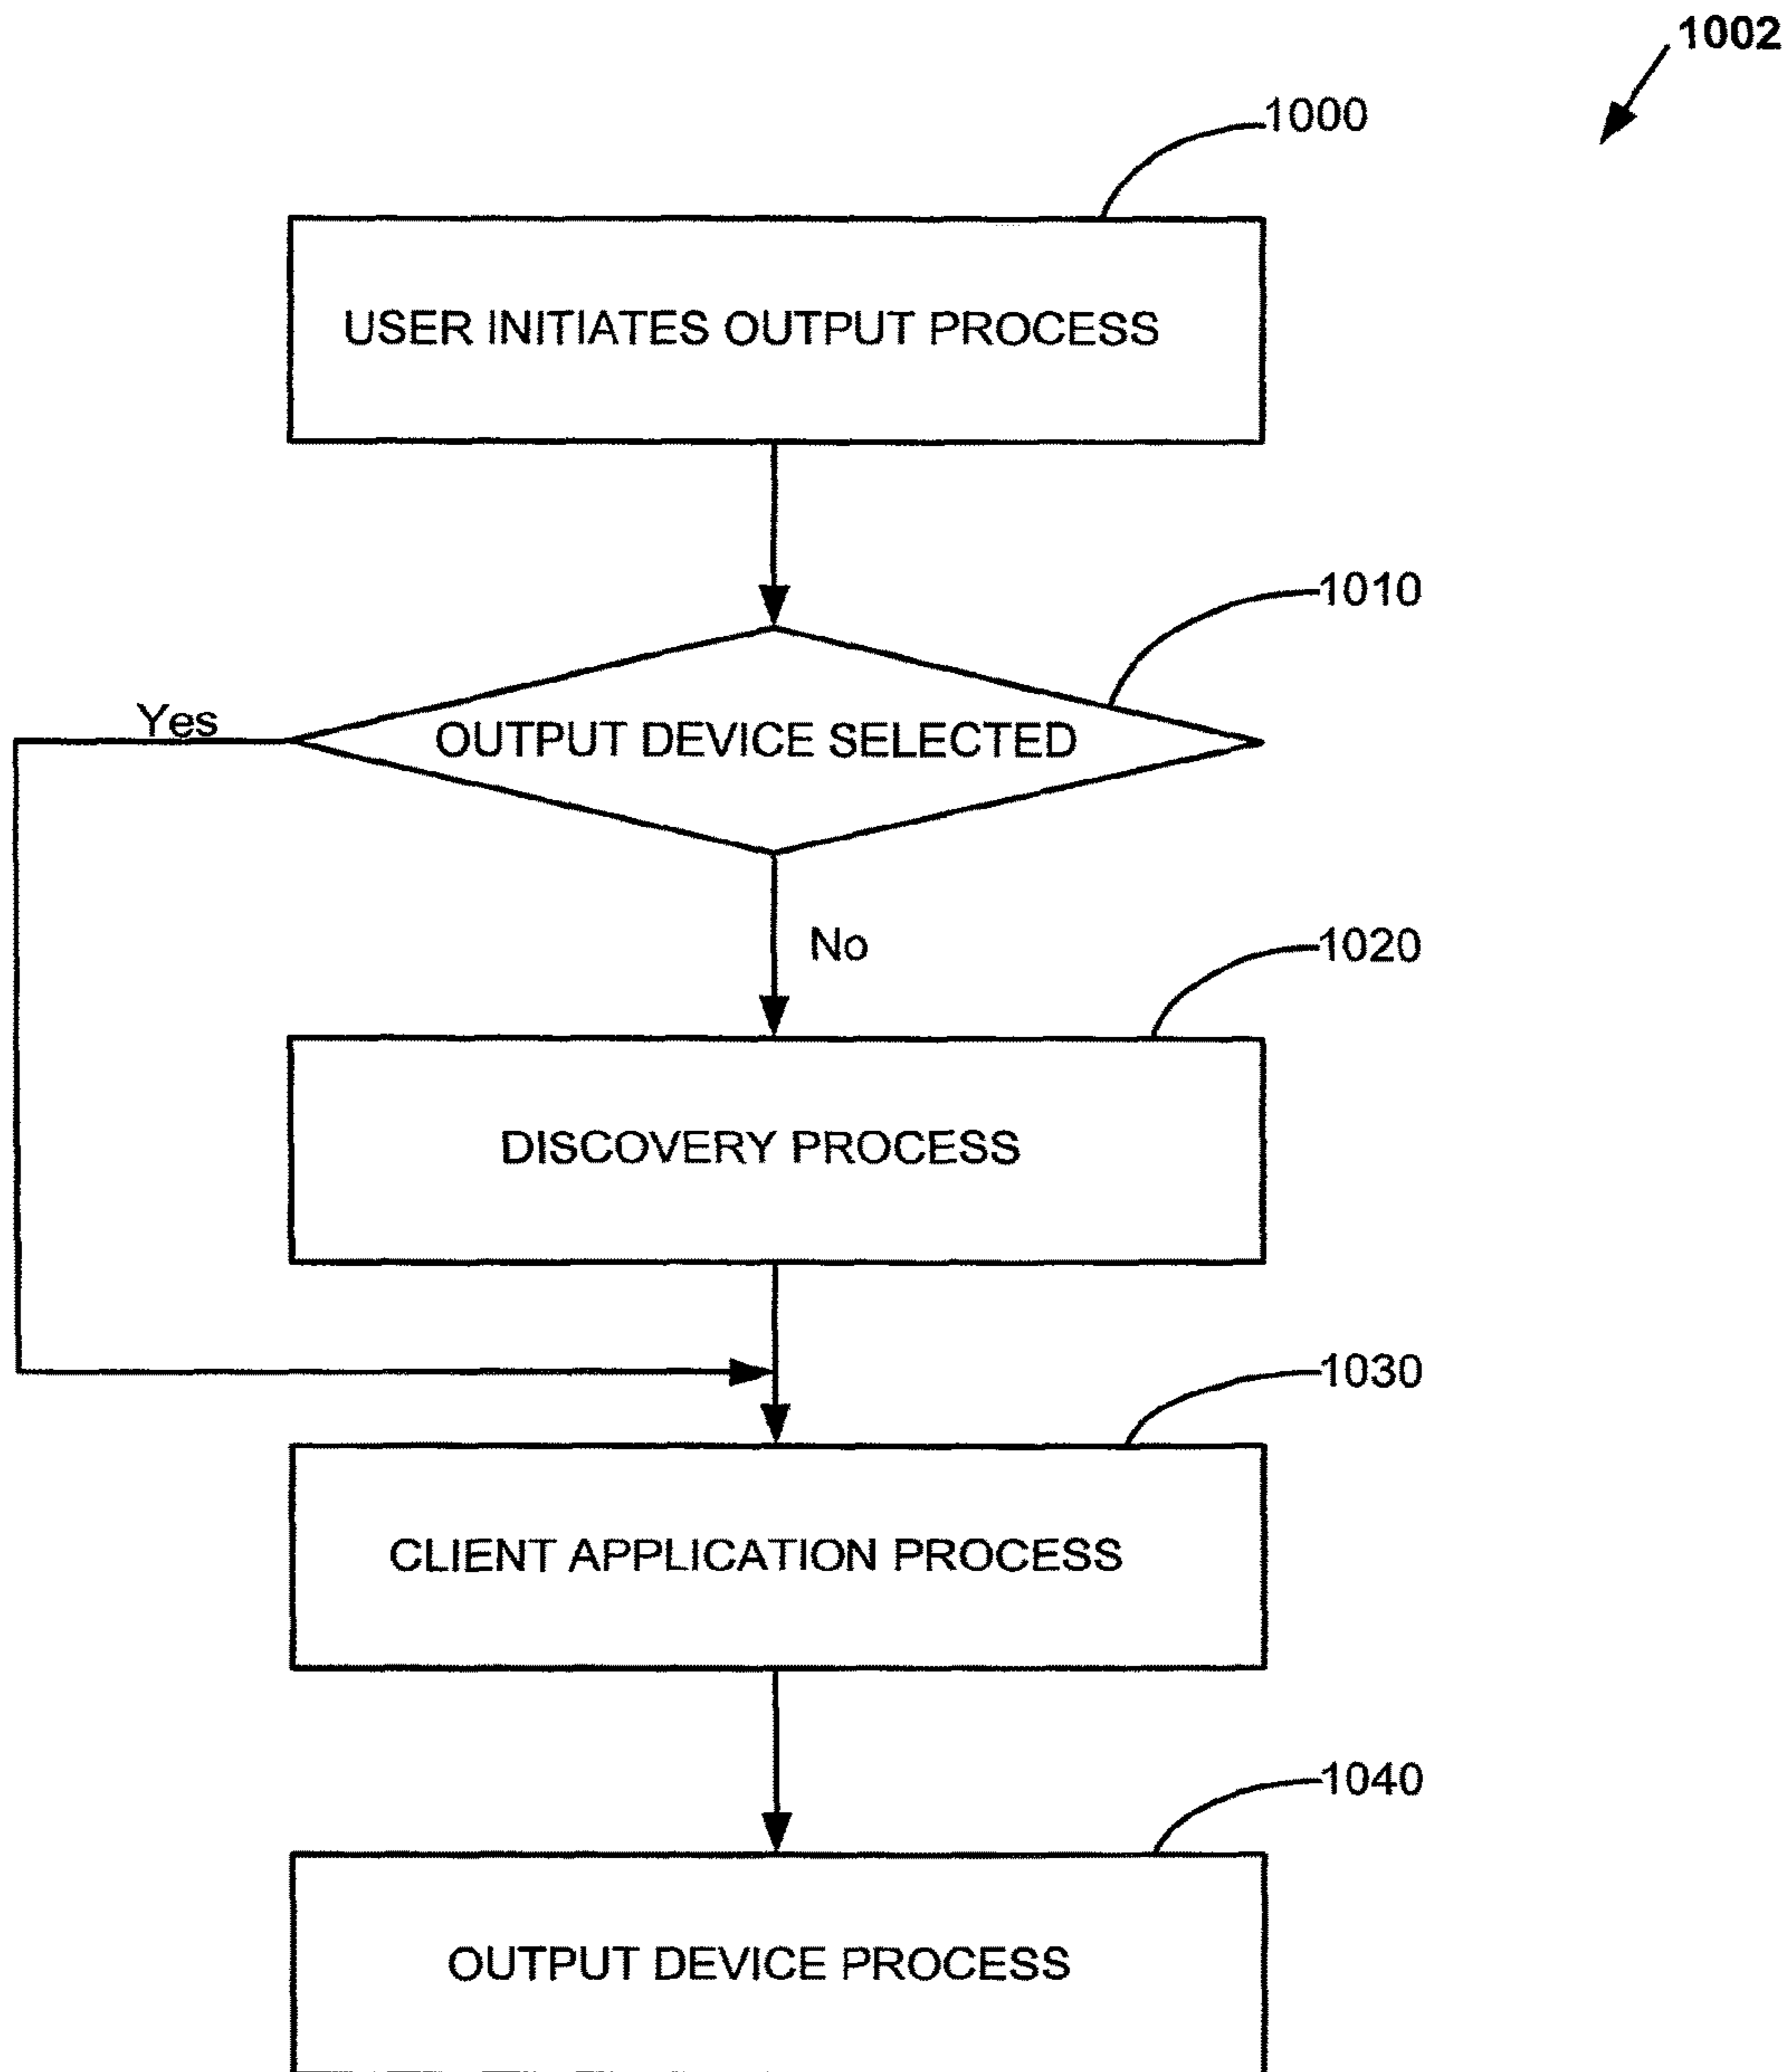 1002
1000
USER INITIATES OUTPUT PROCESS
1010
Yes
OUTPUT DEVICE SELECTED
No
1020
DISCOVERY PROCESS
1030
CLIENT APPLICATION PROCESS
1040
OUTPUT DEVICE PROCESS